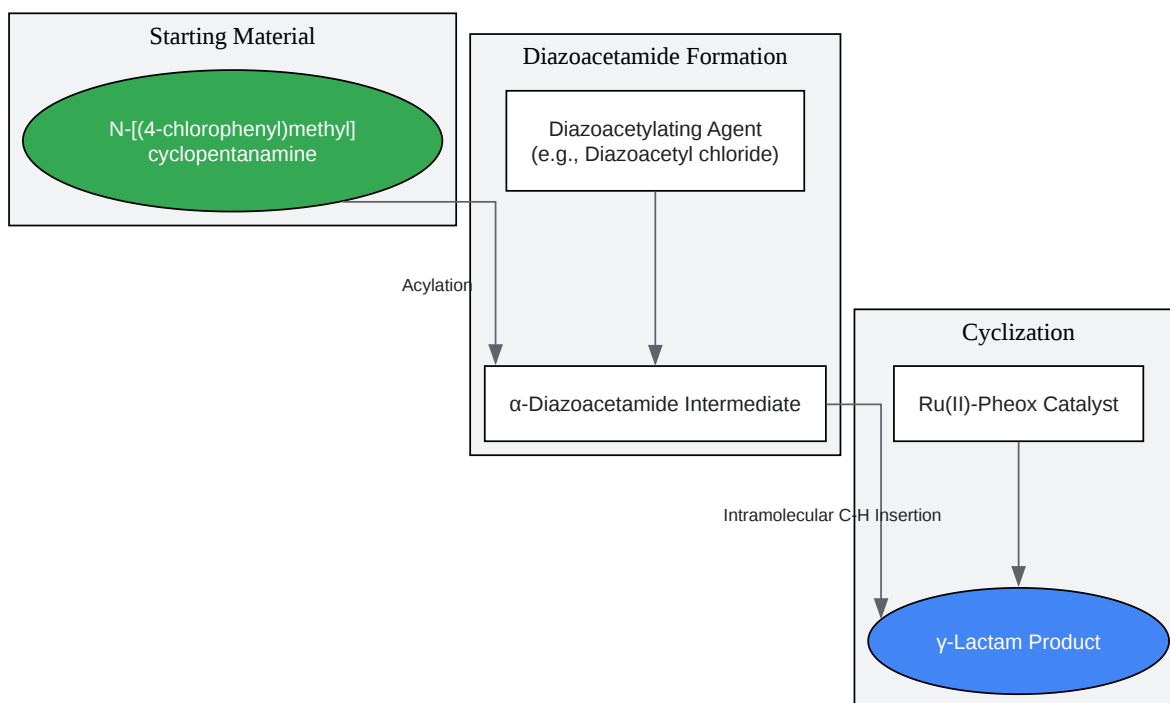 Starting Material
N-[(4-chlorophenyl)methyl]
cyclopentanamine
Diazoacetamide Formation
Diazoacetylating Agent
(e.g., Diazoacetyl chloride)
Acylation
α-Diazoacetamide Intermediate
Cyclization
Ru(II)-Pheox Catalyst
Intramolecular C-H Insertion
γ-Lactam Product